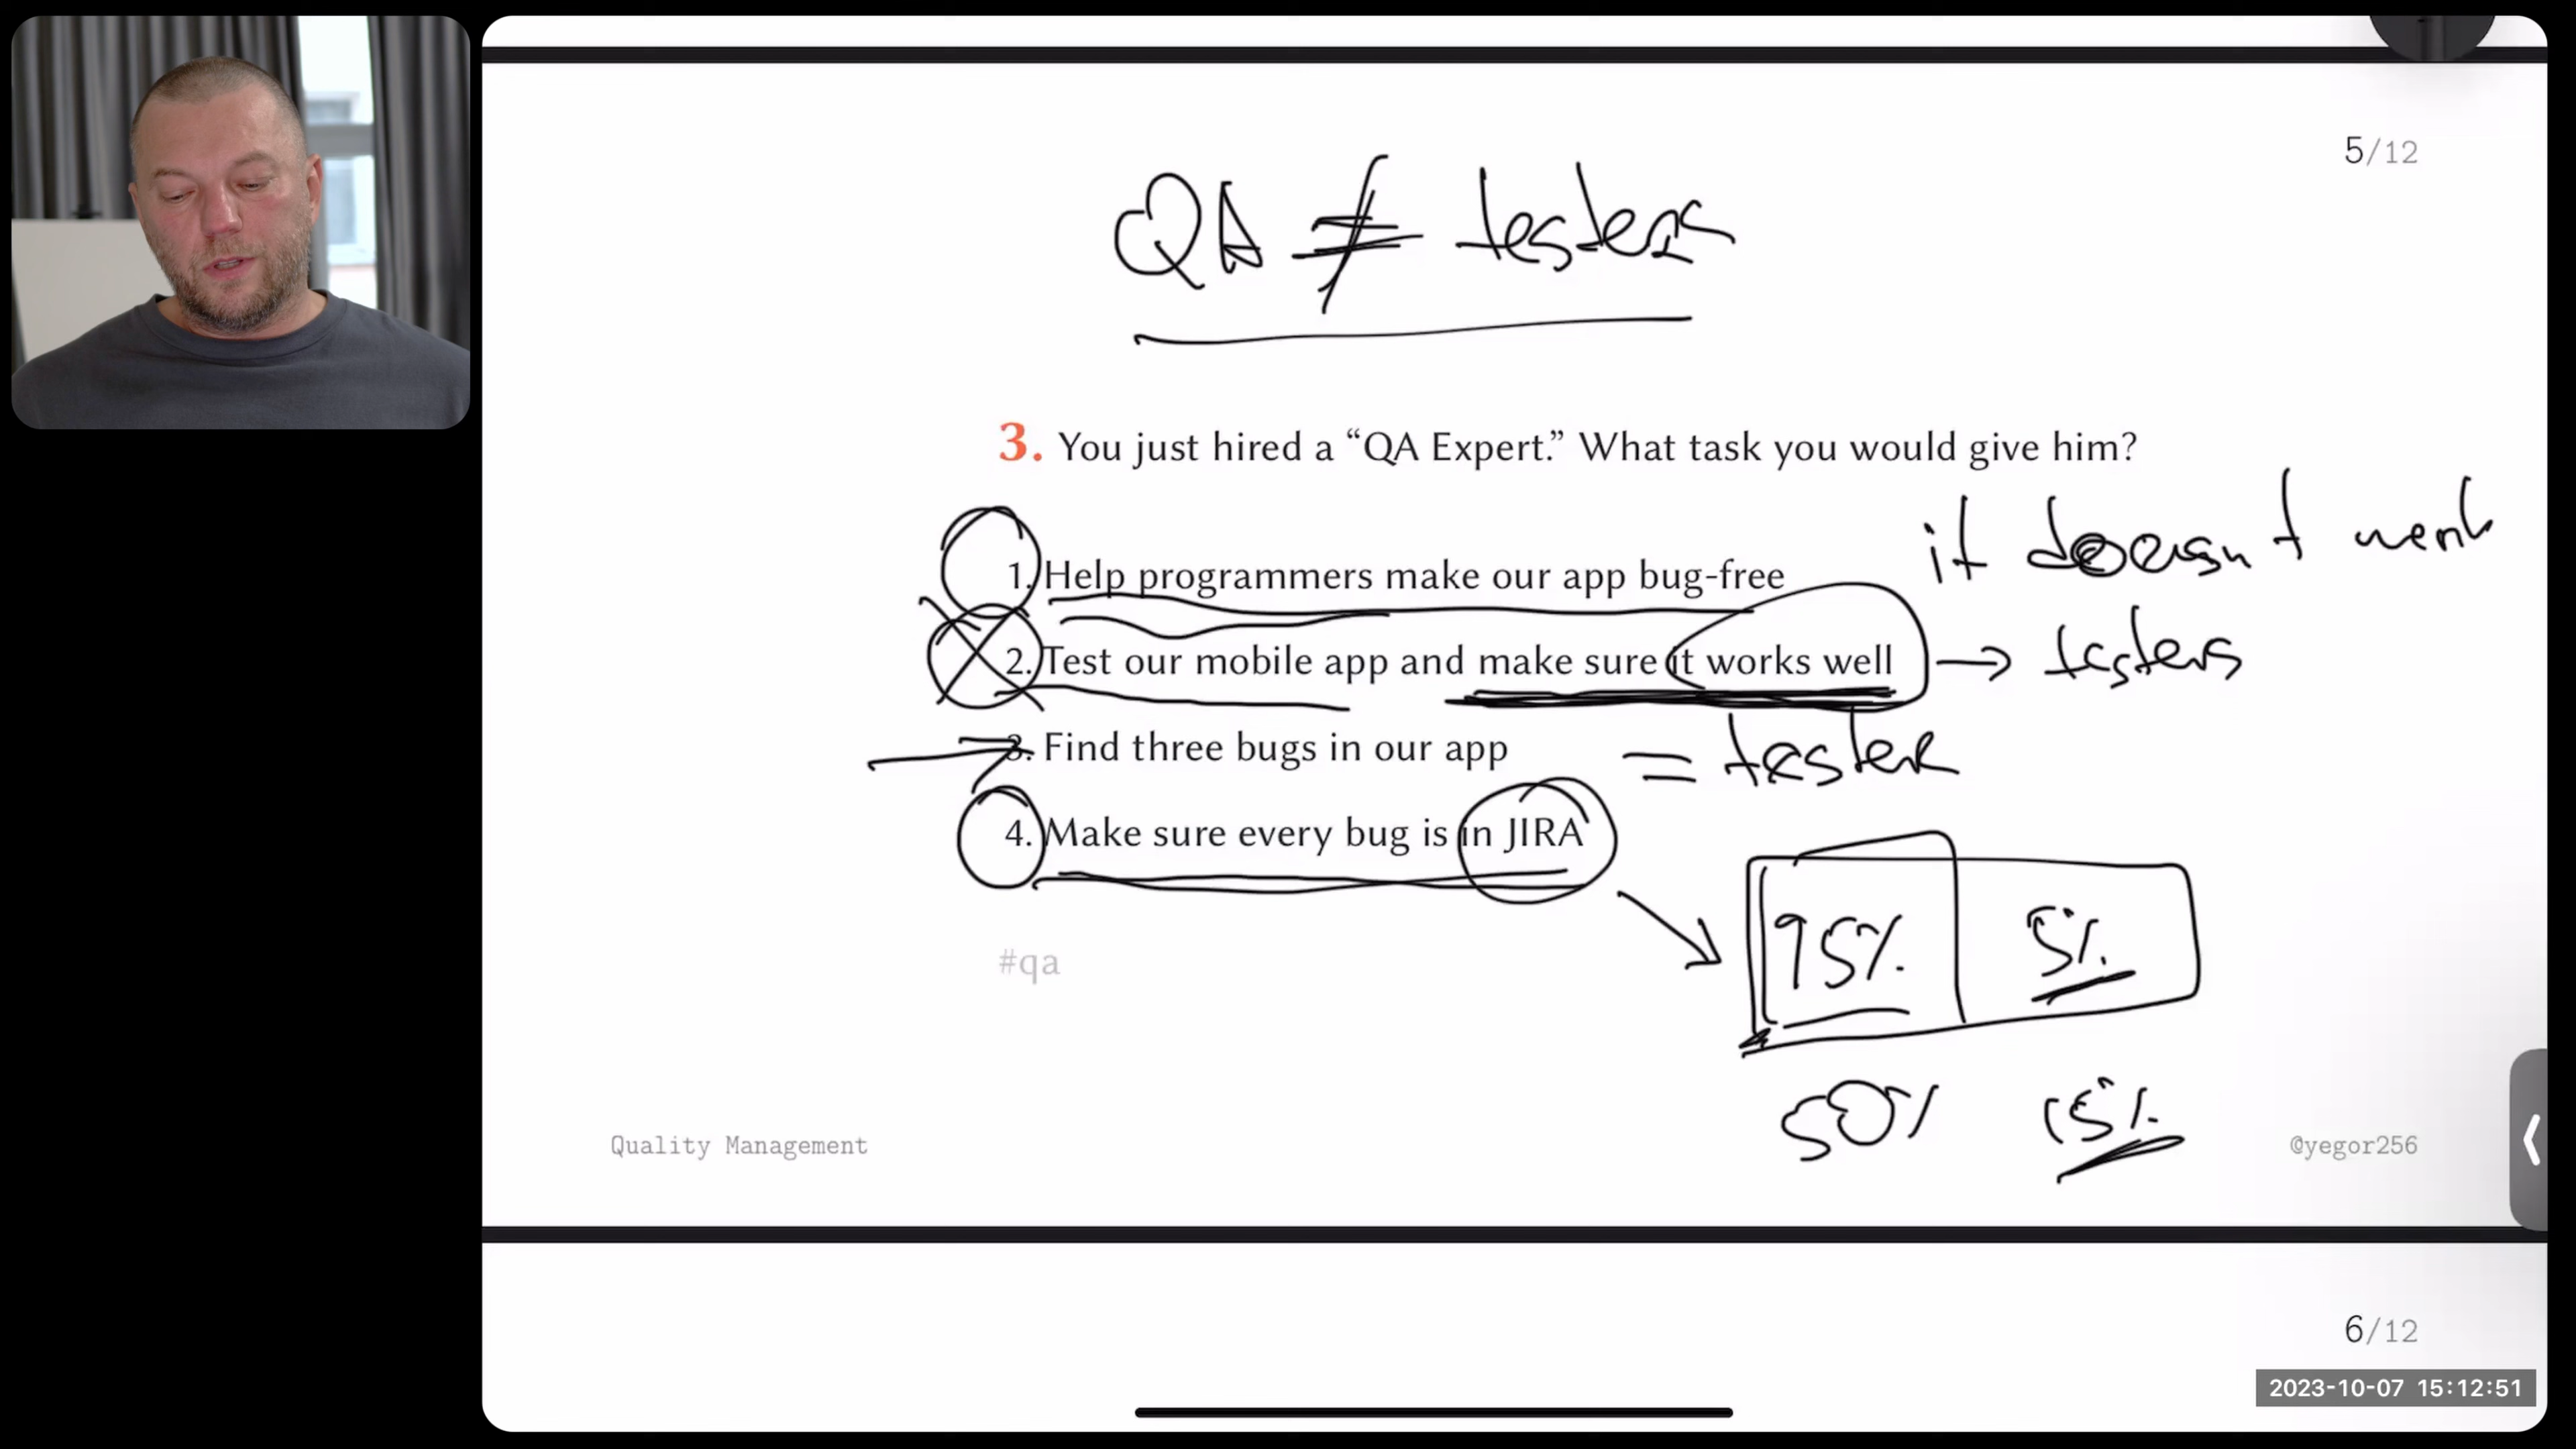 5/12
QA ≠ testers
3. You just hired a “QA Expert.” What task you would give him?
it doesn't work
1. Help programmers make our app bug-free
2. Test our mobile app and make sure it works well → testers
3. Find three bugs in our app = tester
4. Make sure every bug is in JIRA
95% 5%
#qa
50% 15%
Quality Management
@yegor256
6/12
2023-10-07 15:12:51